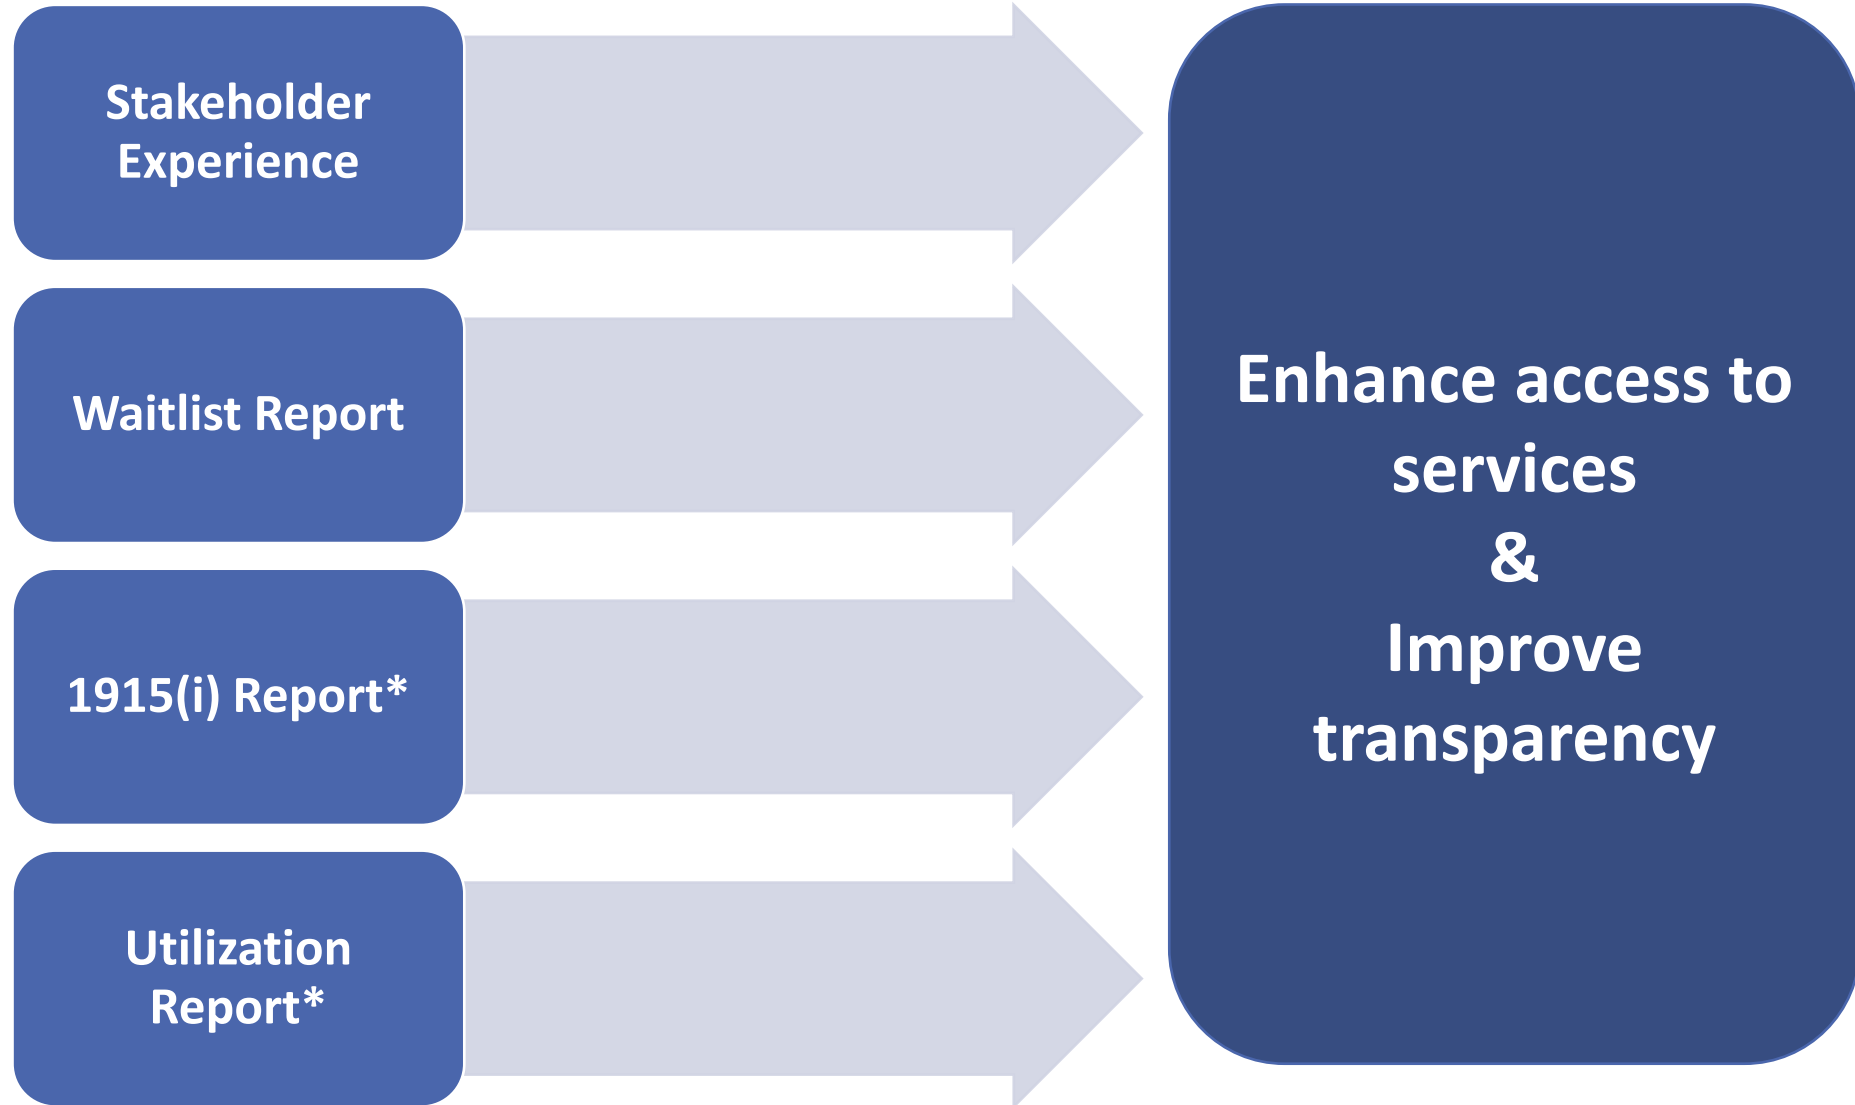 Stakeholder
Experience
Waitlist Report
1915(i) Report*
Utilization
Report*
Enhance access to
services
&
Improve
transparency